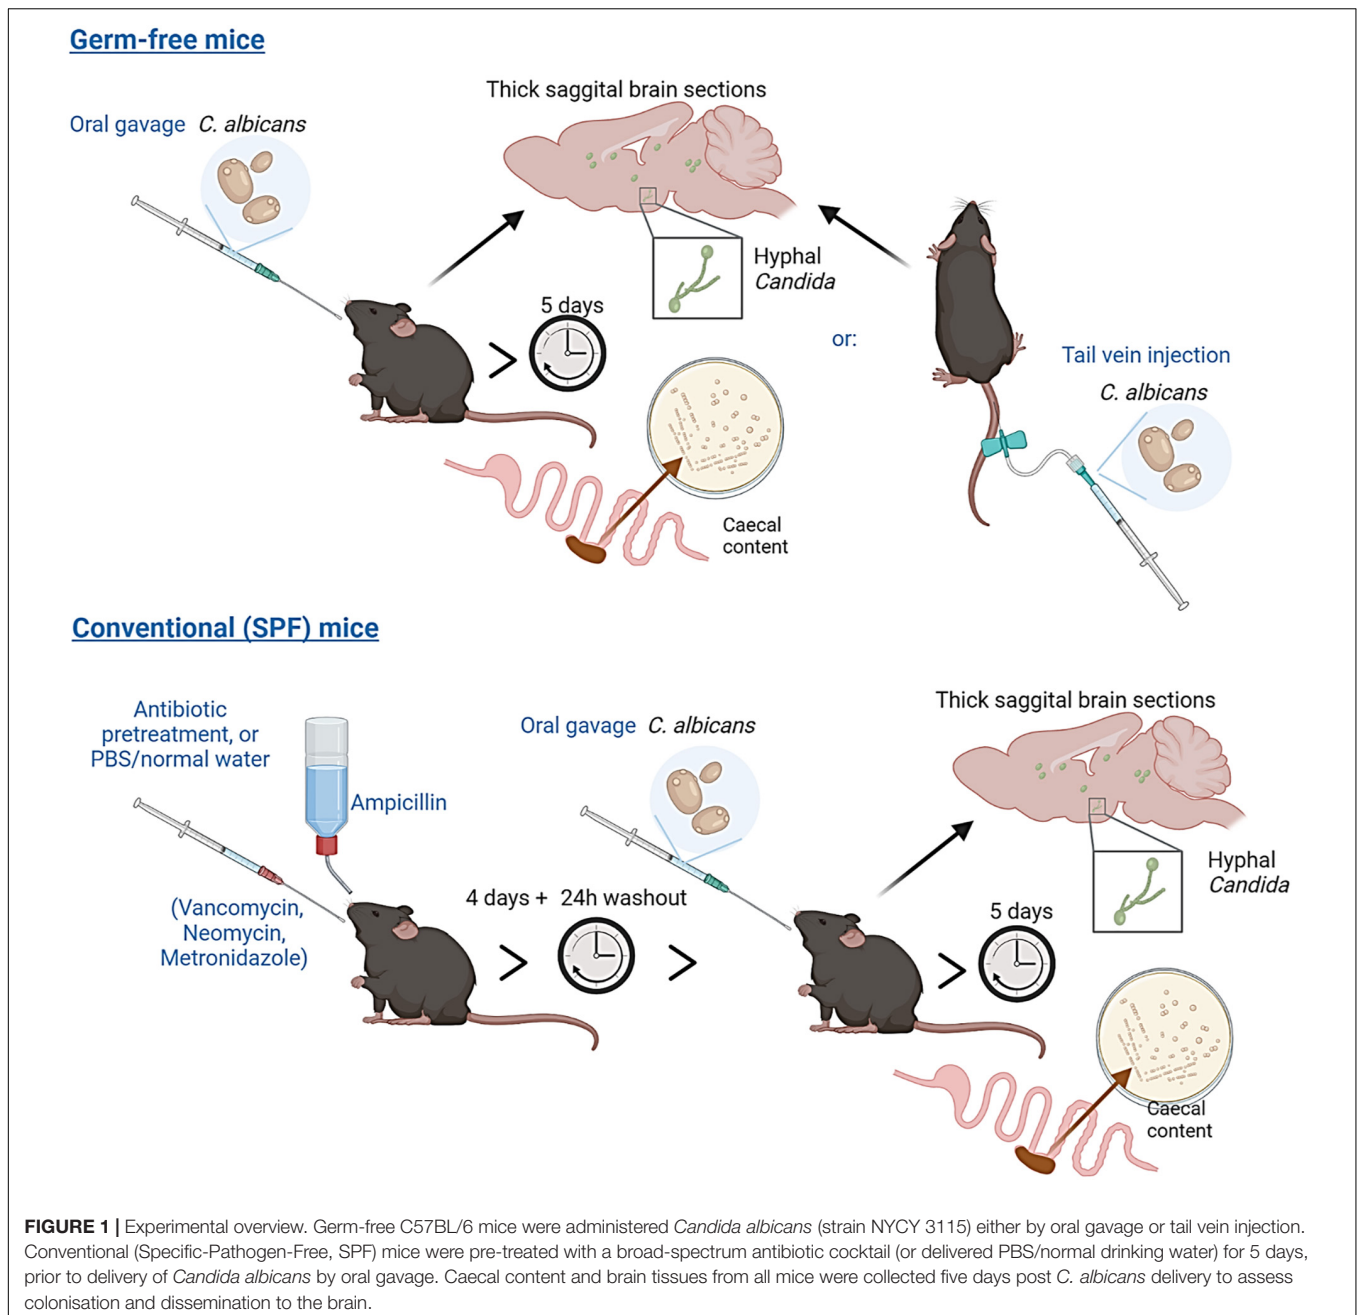 Germ-free mice
Thick saggital brain sections
Oral gavage C. albicans
Hyphal
Candida
5 days
or:
Tail vein injection
C. albicans
Caecal
content
Conventional (SPF) mice
Antibiotic
pretreatment, or
PBS/normal water
Ampicillin
(Vancomycin,
Neomycin,
Metronidazole)
4 days + 24h washout
Oral gavage C. albicans
Thick saggital brain sections
Hyphal
Candida
5 days
Caecal
content
FIGURE 1 | Experimental overview. Germ-free C57BL/6 mice were administered Candida albicans (strain NYCY 3115) either by oral gavage or tail vein injection.
Conventional (Specific-Pathogen-Free, SPF) mice were pre-treated with a broad-spectrum antibiotic cocktail (or delivered PBS/normal drinking water) for 5 days,
prior to delivery of Candida albicans by oral gavage. Caecal content and brain tissues from all mice were collected five days post C. albicans delivery to assess
colonisation and dissemination to the brain.